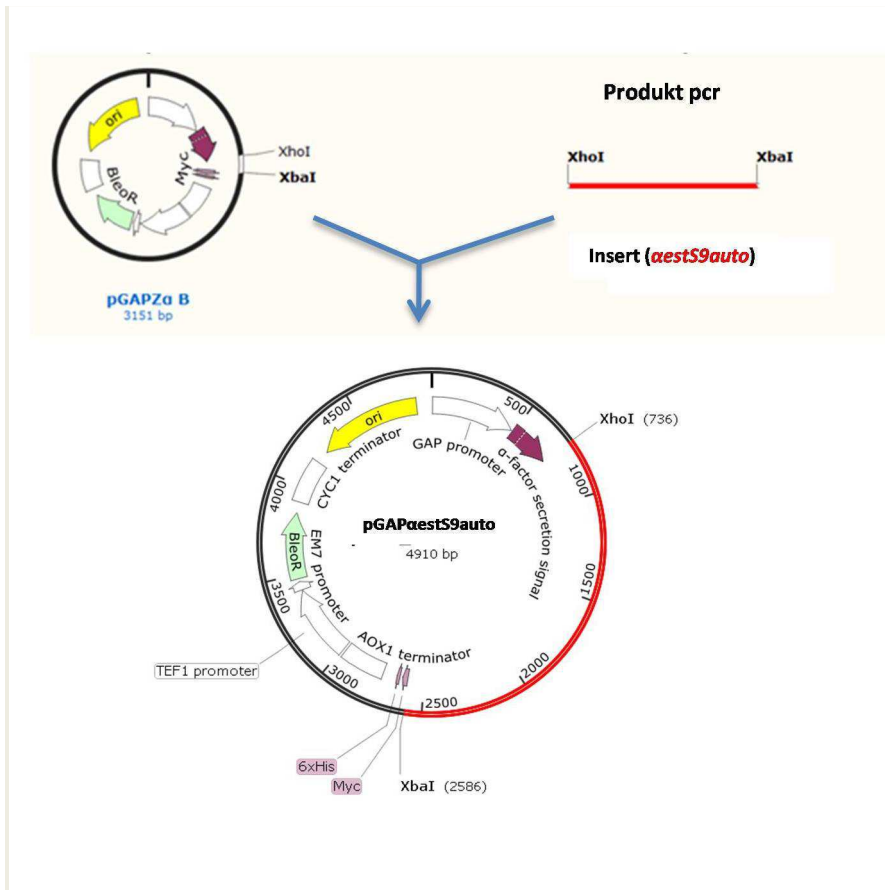 Produkt pcr
ori
Myc
BleoR
XhoI
XbaI
pGAPZα B
3151 bp
XhoI
XbaI
Insert (αestS9auto)
500
1000
1500
2000
2500
3000
3500
4000
4500
ori
GAP promoter
α-factor secretion signal
XhoI (736)
CYC1 terminator
BleoR
EM7 promoter
pGAPαestS9auto
4910 bp
AOX1 terminator
TEF1 promoter
6xHis
Myc
XbaI (2586)